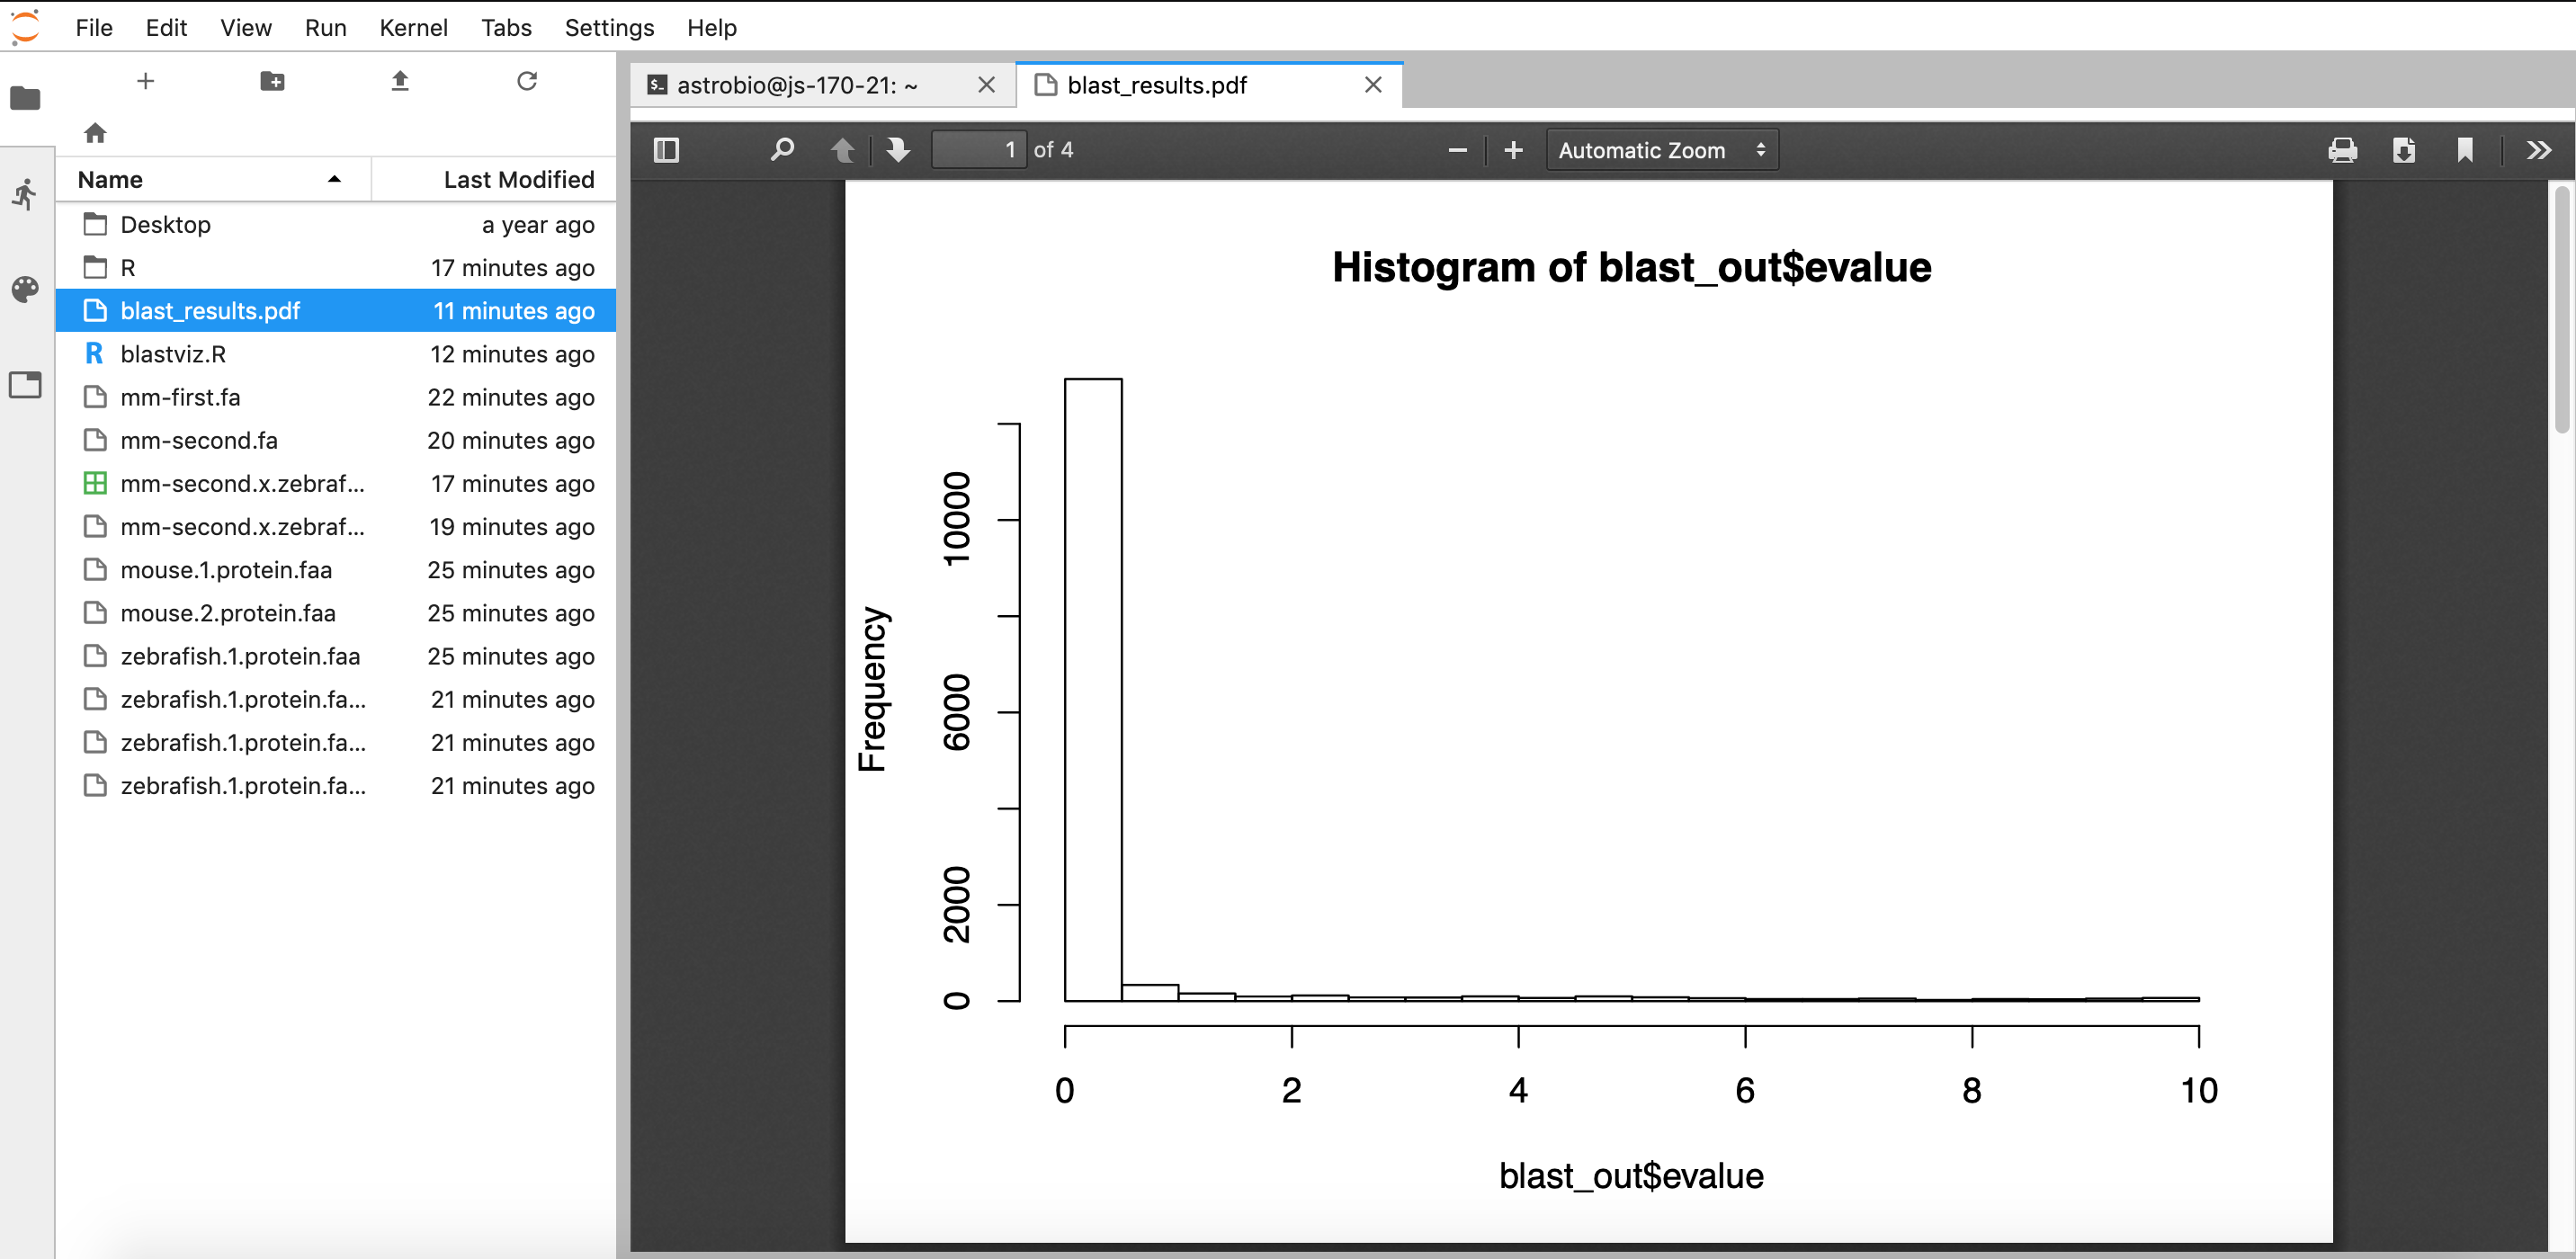 File Edit View Run Kernel Tabs Settings Help
astrobio@js-170-21: ~
blast_results.pdf
1 of 4
Automatic Zoom
Name Last Modified
Desktop a year ago
R 17 minutes ago
blast_results.pdf 11 minutes ago
R blastviz.R 12 minutes ago
mm-first.fa 22 minutes ago
mm-second.fa 20 minutes ago
mm-second.x.zebraf... 17 minutes ago
mm-second.x.zebraf... 19 minutes ago
mouse.1.protein.faa 25 minutes ago
mouse.2.protein.faa 25 minutes ago
zebrafish.1.protein.faa 25 minutes ago
zebrafish.1.protein.fa... 21 minutes ago
zebrafish.1.protein.fa... 21 minutes ago
zebrafish.1.protein.fa... 21 minutes ago
Histogram of blast_out$evalue
Frequency
10000
6000
2000
0
0 2 4 6 8 10
blast_out$evalue